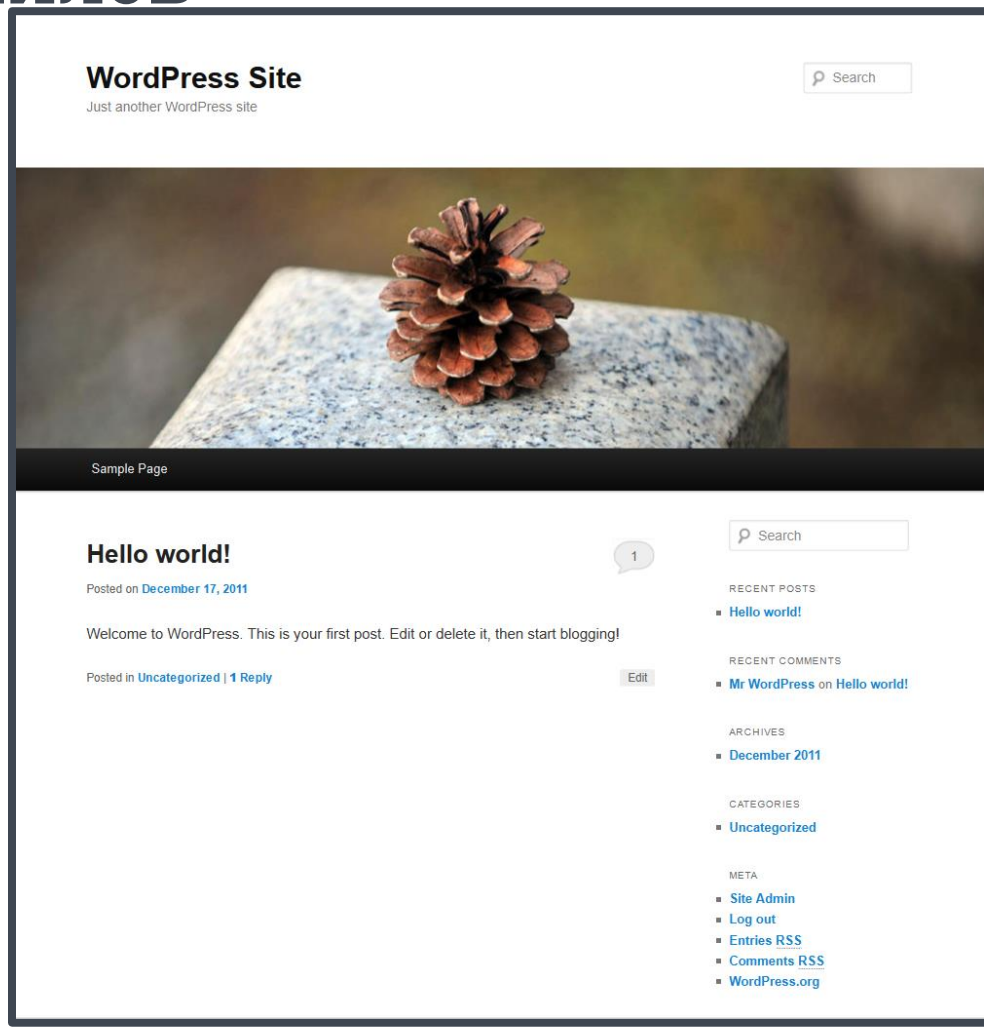 WordPress Site
Search
Just another WordPress site
Sample Page
Hello world!
1
Posted on December 17, 2011
Welcome to WordPress. This is your first post. Edit or delete it, then start blogging!
Posted in Uncategorized | 1 Reply
Edit
Search
RECENT POSTS
Hello world!
RECENT COMMENTS
Mr WordPress on Hello world!
ARCHIVES
December 2011
CATEGORIES
Uncategorized
META
Site Admin
Log out
Entries RSS
Comments RSS
WordPress.org